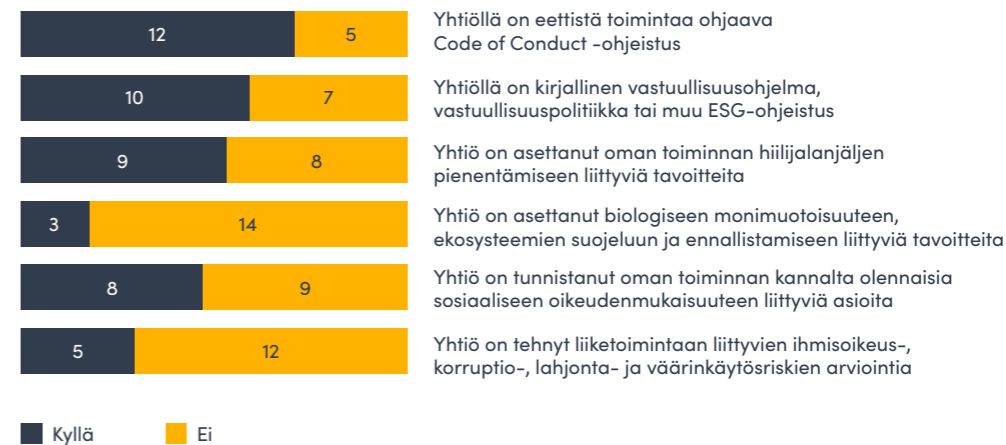 12 5 Yhtiöllä on eettistä toimintaa ohjaava
Code of Conduct -ohjeistus
10 7 Yhtiöllä on kirjallinen vastuullisuusohjelma,
vastuullisuuspolitiikka tai muu ESG-ohjeistus
9 8 Yhtiö on asettanut oman toiminnan hiilijalanjäljen
pienentämiseen liittyviä tavoitteita
3 14 Yhtiö on asettanut biologiseen monimuotoisuuteen,
ekosysteemien suojeluun ja ennallistamiseen liittyviä tavoitteita
8 9 Yhtiö on tunnistanut oman toiminnan kannalta olennaisia
sosiaaliseen oikeudenmukaisuuteen liittyviä asioita
5 12 Yhtiö on tehnyt liiketoimintaan liittyvien ihmisoikeus-,
korruptio-, lahjonta- ja väärinkäytösriskien arviointia
Kyllä Ei